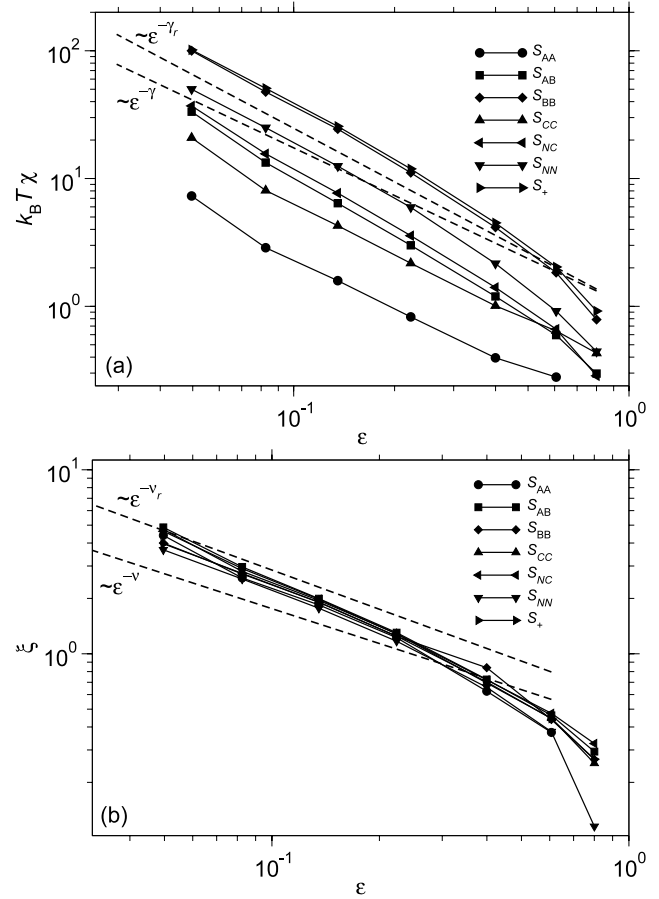 ~ε^{-γ_r}
~ε^{-γ}
10^2
10^1
10^0
k_B T χ
S_AA
S_AB
S_BB
S_CC
S_NC
S_NN
S_+
(a)
10^{-1}
10^0
ε
10^1
10^0
ξ
~ε^{-ν_r}
~ε^{-ν}
S_AA
S_AB
S_BB
S_CC
S_NC
S_NN
S_+
(b)
10^{-1}
10^0
ε